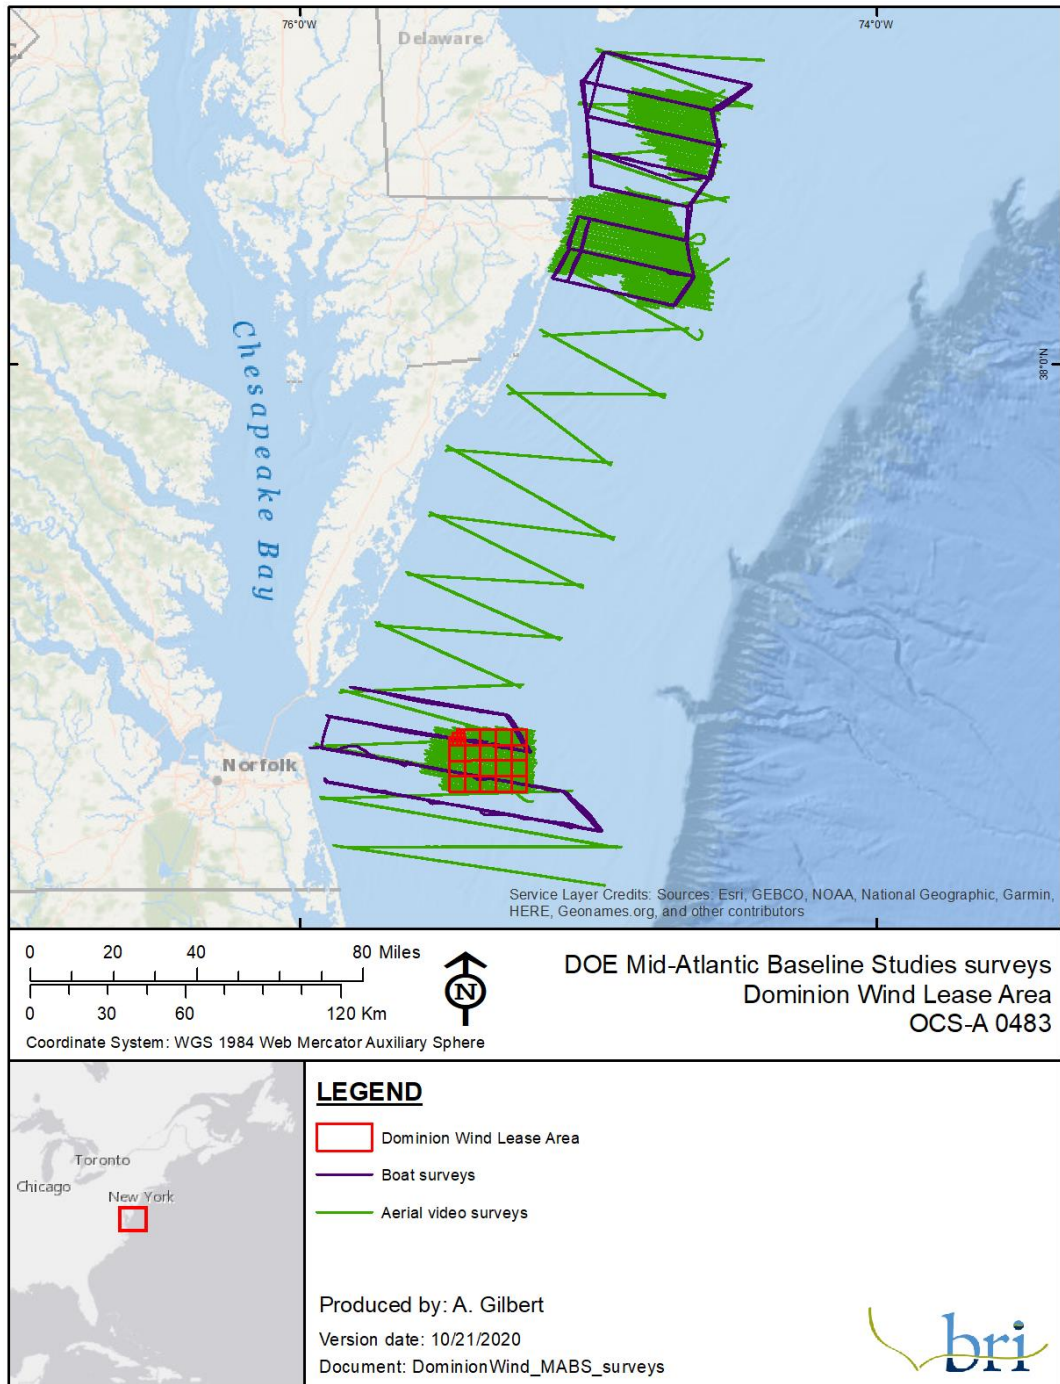 76°0'W
74°0'W
Delaware
38°0'N
Chesapeake Bay
Norfolk
Service Layer Credits: Sources: Esri, GEBCO, NOAA, National Geographic, Garmin,
HERE, Geonames.org, and other contributors
0 20 40 80 Miles
0 30 60 120 Km
N
Coordinate System: WGS 1984 Web Mercator Auxiliary Sphere
DOE Mid-Atlantic Baseline Studies surveys
Dominion Wind Lease Area
OCS-A 0483
Toronto
Chicago
New York
LEGEND
Dominion Wind Lease Area
Boat surveys
Aerial video surveys
Produced by: A. Gilbert
Version date: 10/21/2020
Document: DominionWind_MABS_surveys
bri